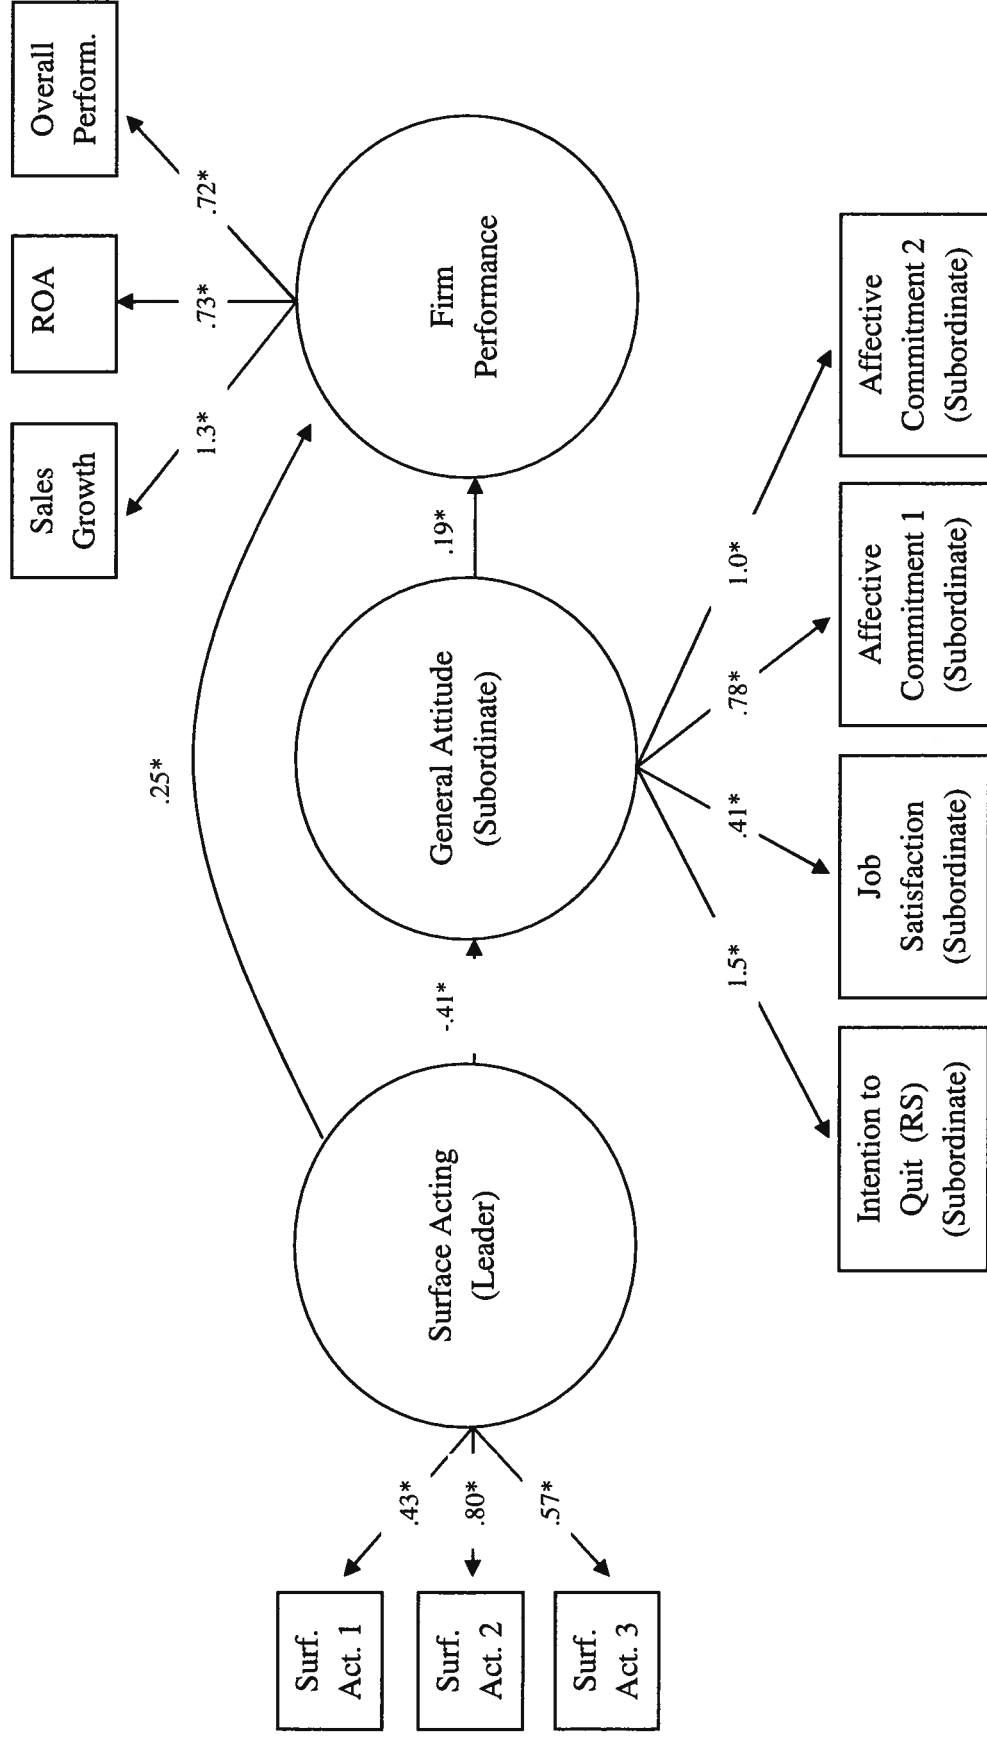 Sales
Growth
ROA
Overall
Perform.
1.3*
.73*
.72*
.25*
Surf.
Act. 1
Surf.
Act. 2
Surf.
Act. 3
.43*
.80*
.57*
Surface Acting
(Leader)
-.41*
General Attitude
(Subordinate)
.19*
Firm
Performance
1.5*
.41*
.78*
1.0*
Intention to
Quit (RS)
(Subordinate)
Job
Satisfaction
(Subordinate)
Affective
Commitment 1
(Subordinate)
Affective
Commitment 2
(Subordinate)